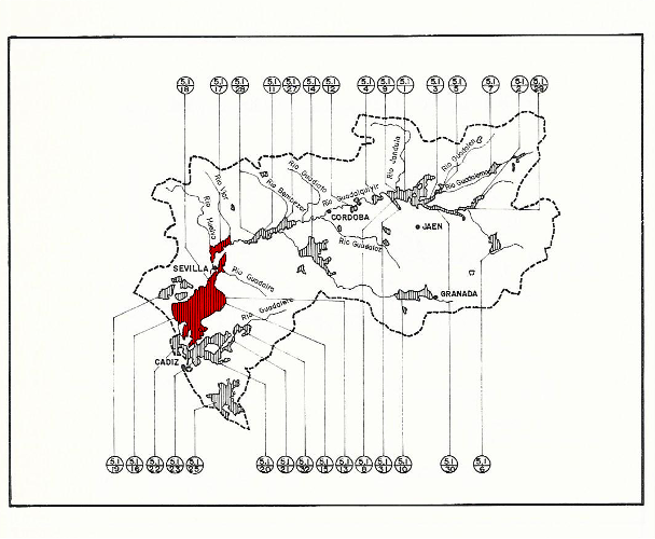 5.1 18
5.1 17
5.1 28
5.1 11
5.1 27
5.1 14
5.1 12
5.1 4
5.1 9
5.1 1
5.1 3
5.1 5
5.1 7
5.1 2
5.1 29
Rio Jandula
Rio Guadalen
Rio Guadiato
Rio Viar
Rio Bembezar
Rio Guadalquivir
Rio Huelva
CORDOBA
JAEN
SEVILLA
Rio Guadaira
GRANADA
Rio Guadalete
CADIZ
5.1 19
5.1 16
5.1 22
5.1 23
5.1 25
5.1 20
5.1 21
5.1 32
5.1 15
5.1 13
5.1 8
5.1 31
5.1 10
5.1 30
5.1 6